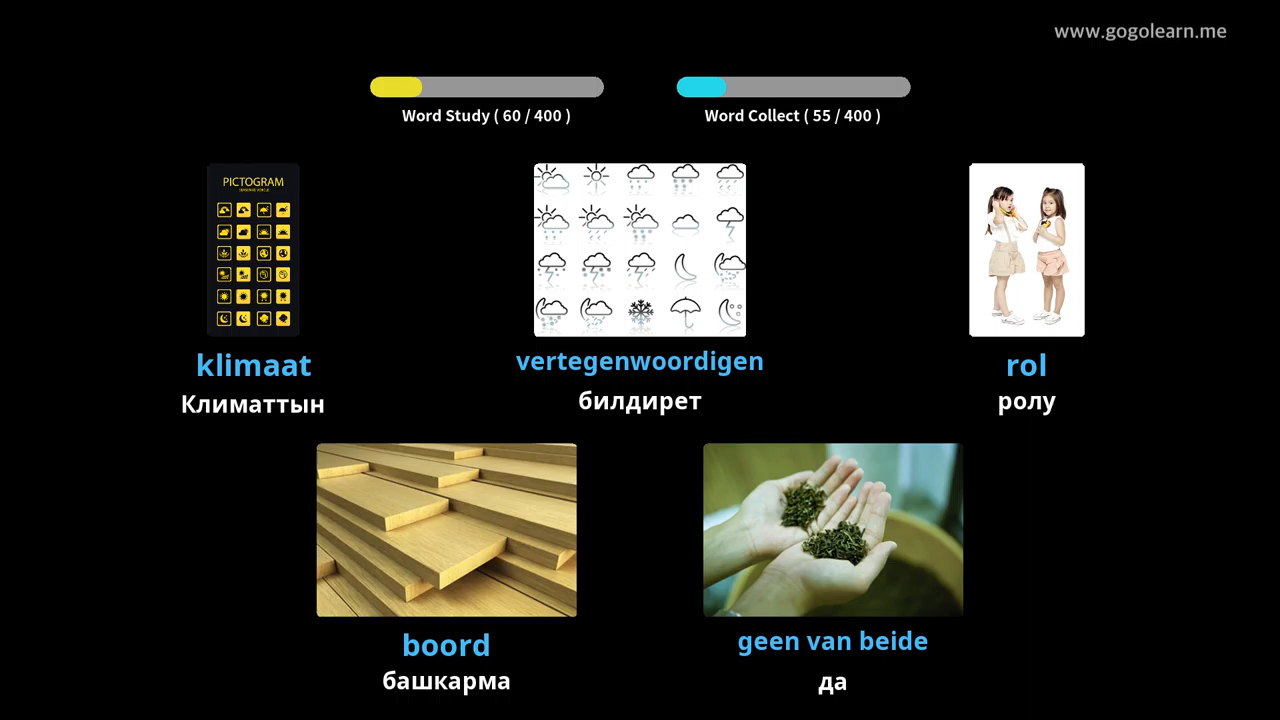 www.gogolearn.me
Word Study ( 60 / 400 )
Word Collect ( 55 / 400 )
PICTOGRAM
klimaat
Климаттын
vertegenwoordigen
билдирет
rol
ролу
boord
башкарма
geen van beide
да